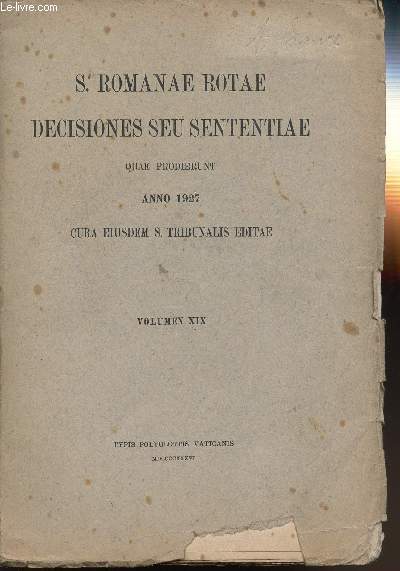 Le-livre.com
S. ROMANAE ROTAE
DECISIONES SEU SENTENTIAE
QUAE PRODIERUNT
ANNO 1927
CURA EIUSDEM S. TRIBUNALIS EDITAE
VOLUMEN XIX
TYPIS POLYGLOTTIS VATICANIS